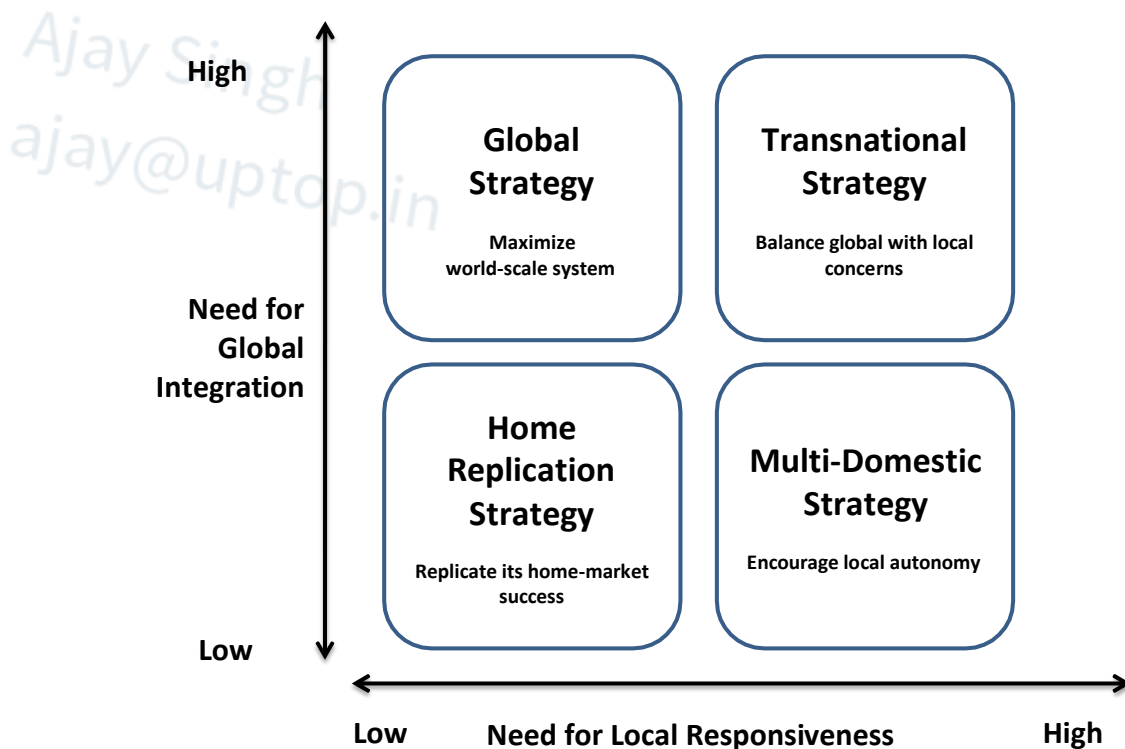 Ajay Singh
ajay@uptop.in
High
Need for
Global
Integration
Low
Global
Strategy
Maximize
world-scale system
Transnational
Strategy
Balance global with local
concerns
Home
Replication
Strategy
Replicate its home-market
success
Multi-Domestic
Strategy
Encourage local autonomy
Low Need for Local Responsiveness High